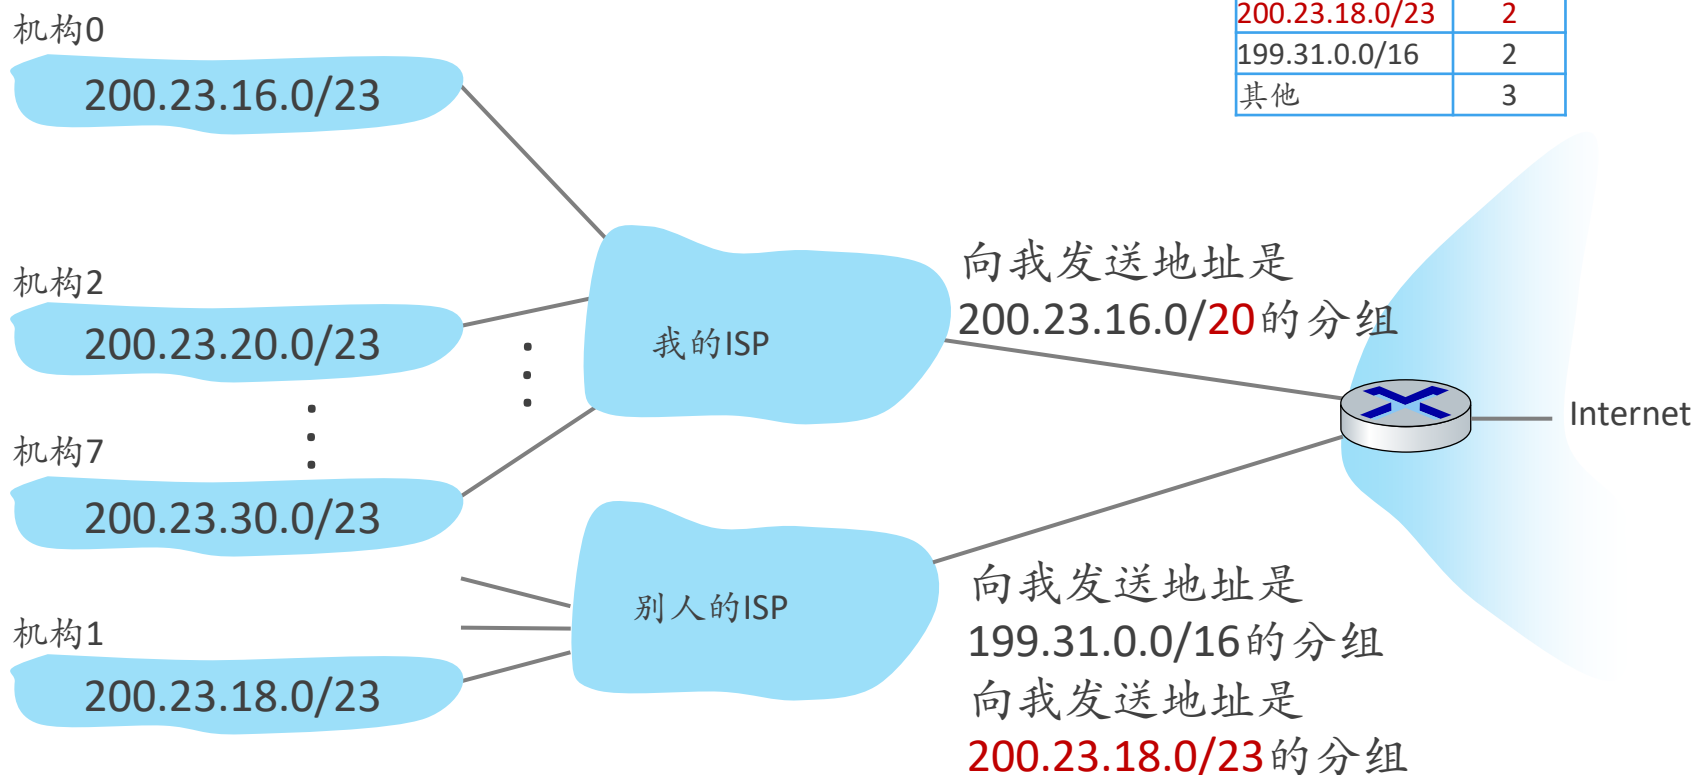 200.23.18.0/23 2
199.31.0.0/16 2
其他 3
机构0
200.23.16.0/23
机构2
200.23.20.0/23
机构7
200.23.30.0/23
机构1
200.23.18.0/23
我的ISP
别人的ISP
向我发送地址是
200.23.16.0/20的分组
Internet
向我发送地址是
199.31.0.0/16的分组
向我发送地址是
200.23.18.0/23的分组